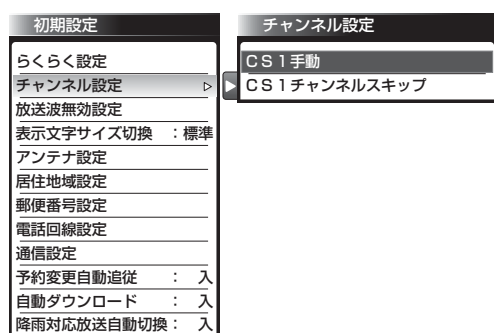 初期設定
らくらく設定
チャンネル設定
放送波無効設定
表示文字サイズ切換 ：標準
アンテナ設定
居住地域設定
郵便番号設定
電話回線設定
通信設定
予約変更自動追従 ： 入
自動ダウンロード ： 入
降雨対応放送自動切換： 入
チャンネル設定
ＣＳ１手動
ＣＳ１チャンネルスキップ